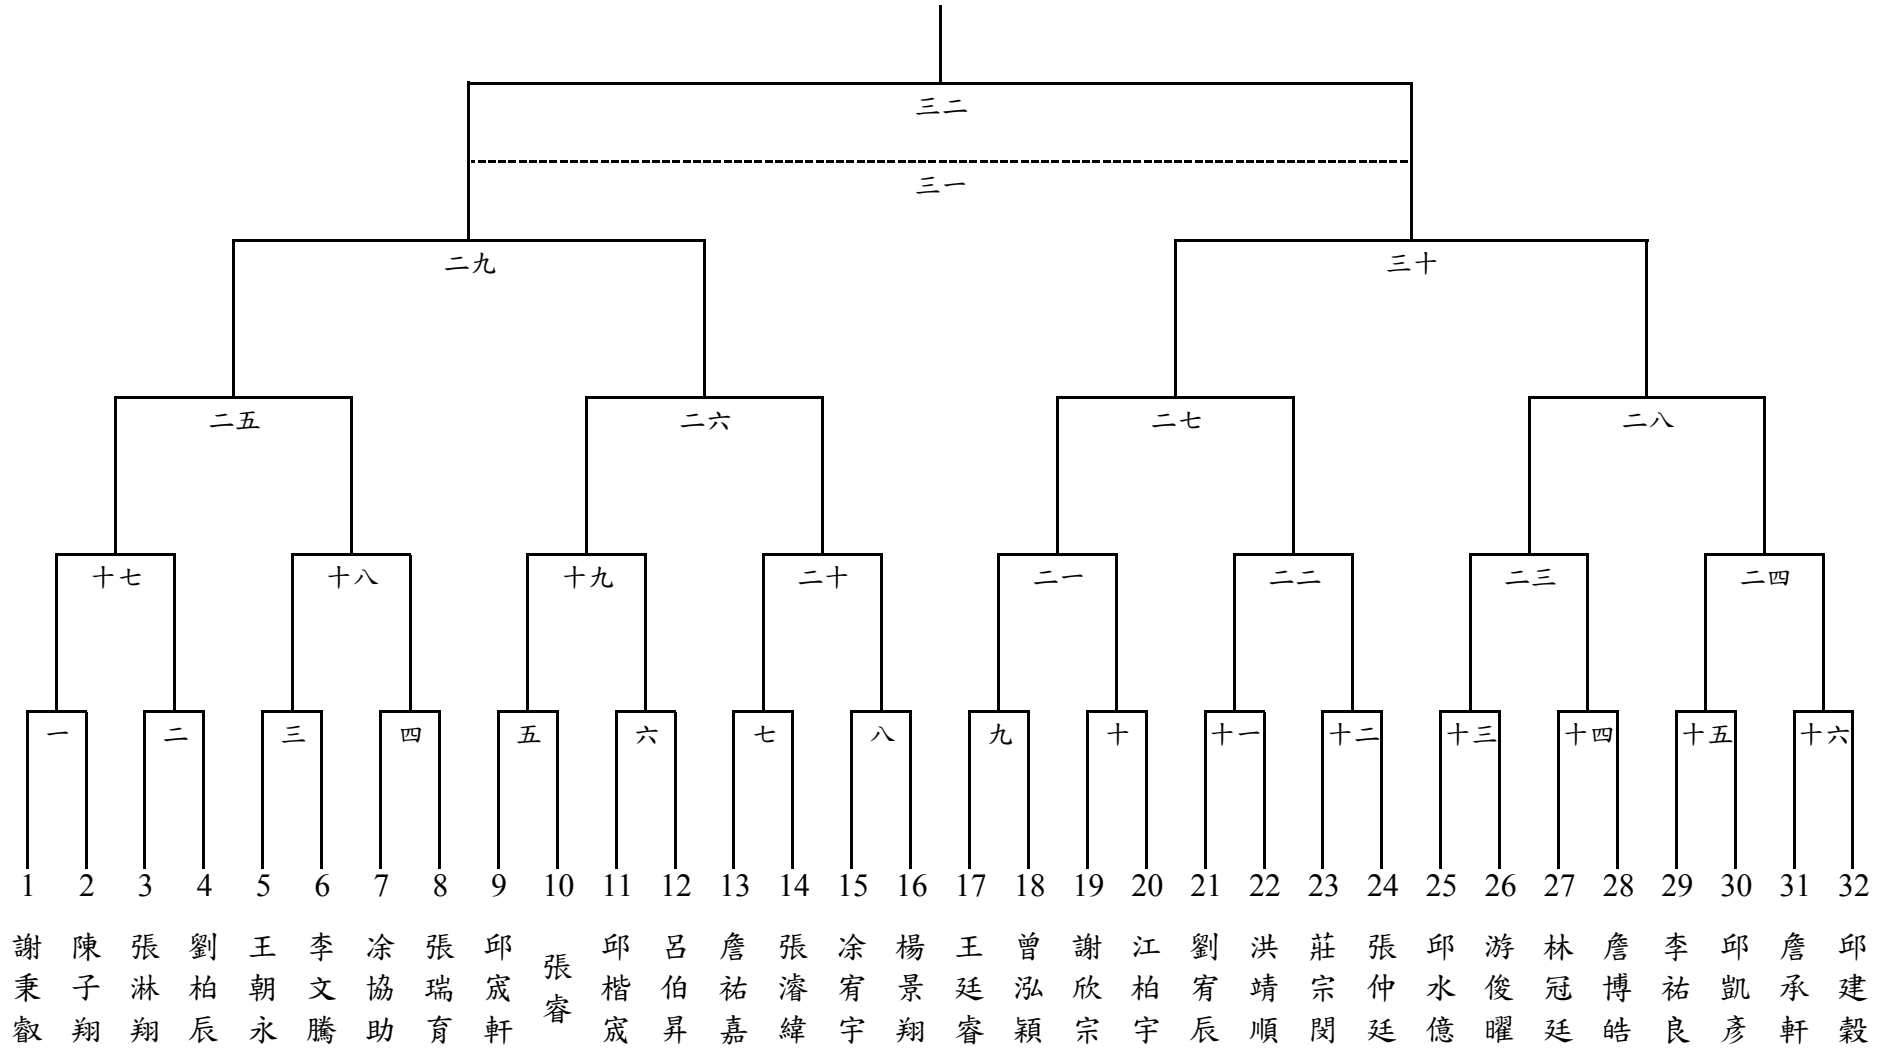 三二
三一
二九 三十
二五 二六 二七 二八
十七 十八 十九 二十 二一 二二 二三 二四
一 二 三 四 五 六 七 八 九 十 十一 十二 十三 十四 十五 十六
1 2 3 4 5 6 7 8 9 10 11 12 13 14 15 16 17 18 19 20 21 22 23 24 25 26 27 28 29 30 31 32
謝秉叡
陳子翔
張淋翔
劉柏辰
王朝永
李文騰
凃協助
張瑞育
邱宬軒
張睿
邱楷宬
呂伯昇
詹祐嘉
張濬緯
凃宥宇
楊景翔
王廷睿
曾泓穎
謝欣宗
江柏宇
劉宥辰
洪靖順
莊宗閔
張仲廷
邱水億
游俊曜
林冠廷
詹博皓
李祐良
邱凱彥
詹承軒
邱建穀